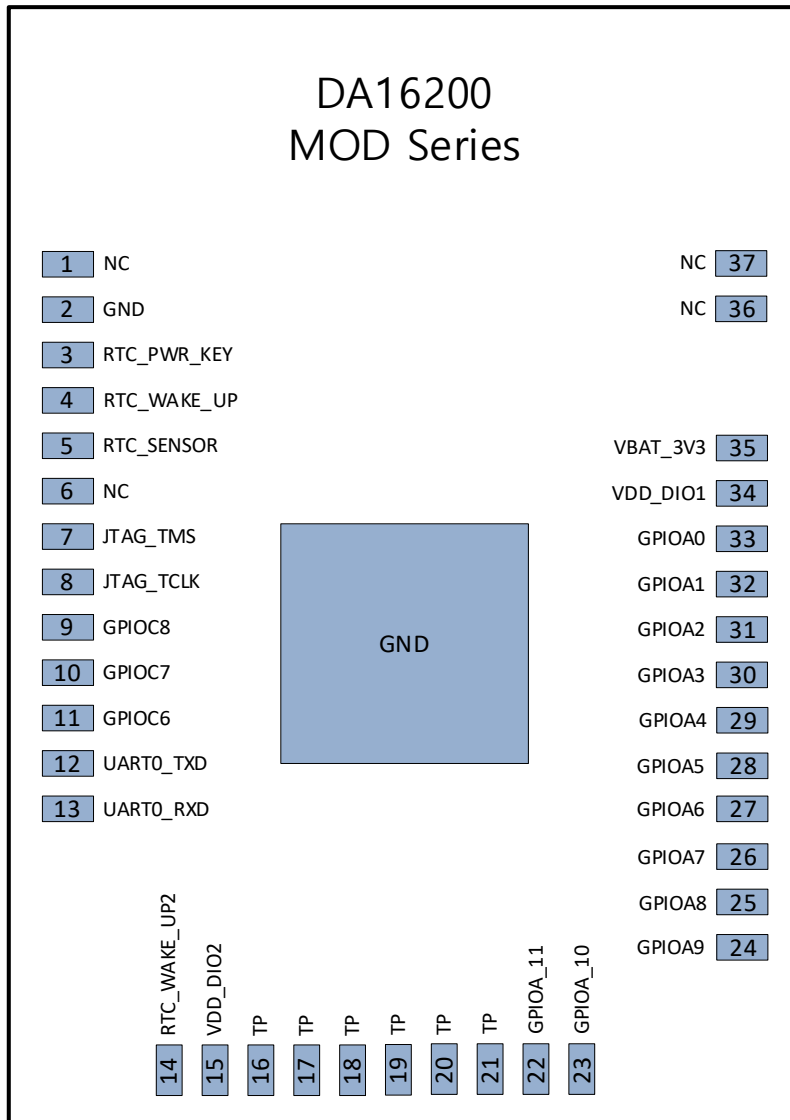 DA16200
MOD Series
1 NC
2 GND
3 RTC_PWR_KEY
4 RTC_WAKE_UP
5 RTC_SENSOR
6 NC
7 JTAG_TMS
8 JTAG_TCLK
9 GPIOC8
10 GPIOC7
11 GPIOC6
12 UART0_TXD
13 UART0_RXD
GND
NC 37
NC 36
VBAT_3V3 35
VDD_DIO1 34
GPIOA0 33
GPIOA1 32
GPIOA2 31
GPIOA3 30
GPIOA4 29
GPIOA5 28
GPIOA6 27
GPIOA7 26
GPIOA8 25
GPIOA9 24
14 RTC_WAKE_UP2
15 VDD_DIO2
16 TP
17 TP
18 TP
19 TP
20 TP
21 TP
22 GPIOA_11
23 GPIOA_10